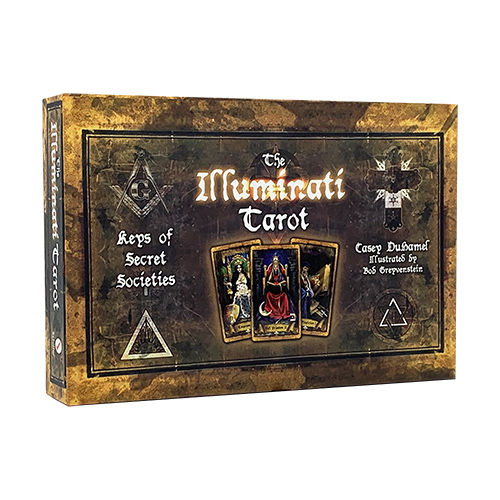 The
Illuminati
Tarot
Keys of
Secret
Societies
Casey DuHamel
Illustrated by
Bob Greyvenstein
G
The Illuminati Tarot